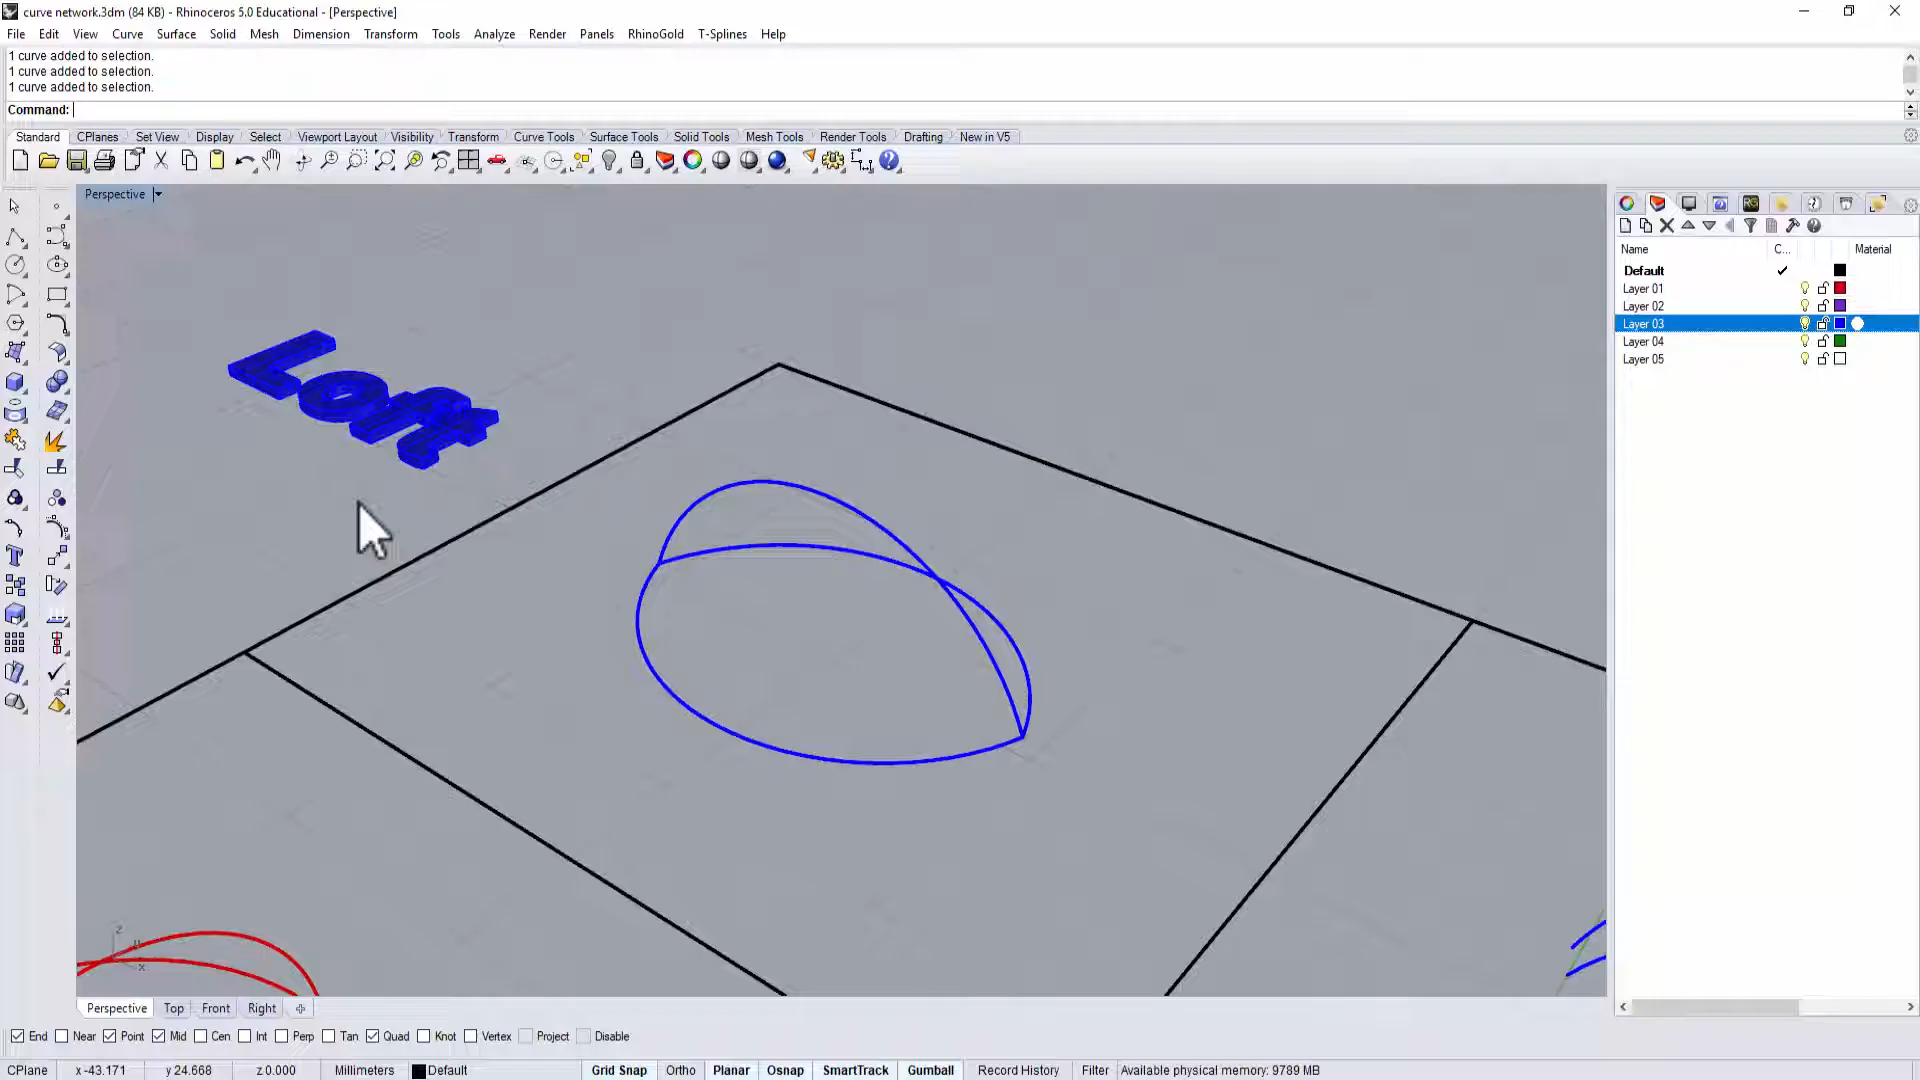 curve network.3dm (84 KB) - Rhinoceros 5.0 Educational - [Perspective]
File Edit View Curve Surface Solid Mesh Dimension Transform Tools Analyze Render Panels RhinoGold T-Splines Help
1 curve added to selection.
1 curve added to selection.
1 curve added to selection.
Command:
Standard CPlanes Set View Display Select Viewport Layout Visibility Transform Curve Tools Surface Tools Solid Tools Mesh Tools Render Tools Drafting New in V5
Perspective
Name C... Material
Default
Layer 01
Layer 02
Layer 03
Layer 04
Layer 05
Loft
z
y
x
Perspective Top Front Right
End Near Point Mid Cen Int Perp Tan Quad Knot Vertex Project Disable
CPlane x -43.171 y 24.668 z 0.000 Millimeters Default Grid Snap Ortho Planar Osnap SmartTrack Gumball Record History Filter Available physical memory: 9789 MB